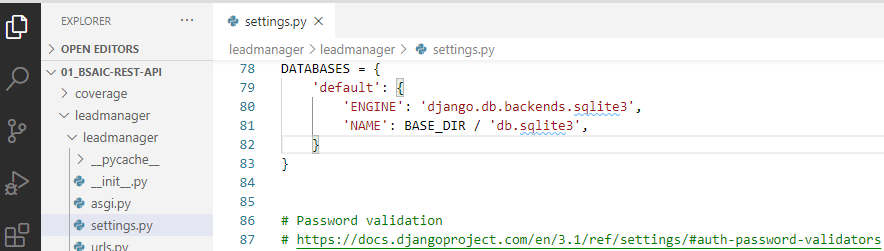 EXPLORER
OPEN EDITORS
01_BSAIC-REST-API
coverage
leadmanager
leadmanager
__pycache__
__init__.py
asgi.py
settings.py
urls.py
settings.py
leadmanager > leadmanager > settings.py
78 DATABASES = {
79 'default': {
80 'ENGINE': 'django.db.backends.sqlite3',
81 'NAME': BASE_DIR / 'db.sqlite3',
82 }
83 }
84
85
86 # Password validation
87 # https://docs.djangoproject.com/en/3.1/ref/settings/#auth-password-validators